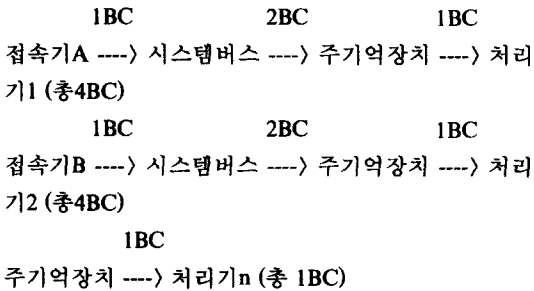 1BC 2BC 1BC
접속기A ----〉 시스템버스 ----〉 주기억장치 ----〉 처리
기1 (총4BC)
1BC 2BC 1BC
접속기B ----〉 시스템버스 ----〉 주기억장치 ----〉 처리
기2 (총4BC)
1BC
주기억장치 ----〉 처리기n (총 1BC)